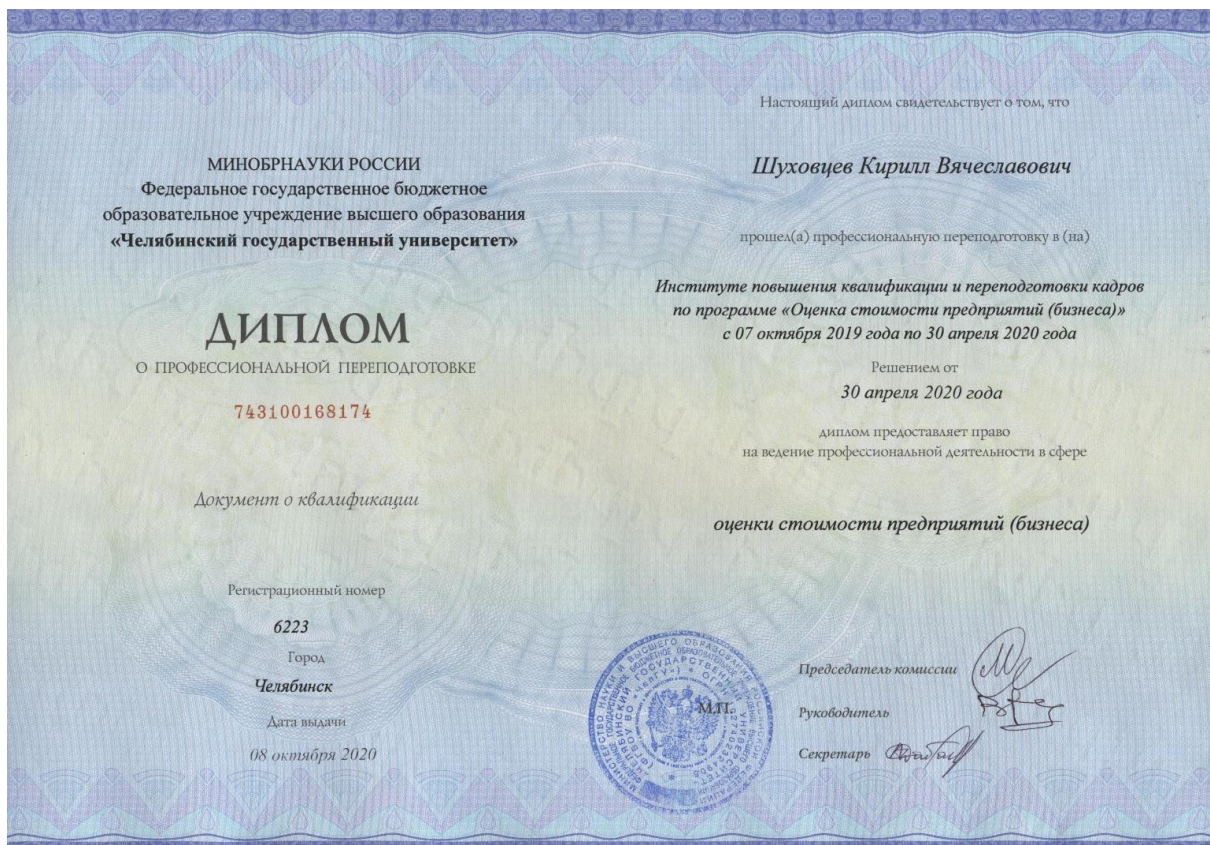 МИНОБРНАУКИ РОССИИ
Федеральное государственное бюджетное
образовательное учреждение высшего образования
«Челябинский государственный университет»
ДИПЛОМ
О ПРОФЕССИОНАЛЬНОЙ ПЕРЕПОДГОТОВКЕ
743100168174
Документ о квалификации
Регистрационный номер
6223
Город
Челябинск
Дата выдачи
08 октября 2020
Настоящий диплом свидетельствует о том, что
Шуховцев Кирилл Вячеславович
прошел(а) профессиональную переподготовку в (на)
Институте повышения квалификации и переподготовки кадров
по программе «Оценка стоимости предприятий (бизнеса)»
с 07 октября 2019 года по 30 апреля 2020 года
Решением от
30 апреля 2020 года
диплом предоставляет право
на ведение профессиональной деятельности в сфере
оценки стоимости предприятий (бизнеса)
М.П.
Председатель комиссии
Руководитель
Секретарь